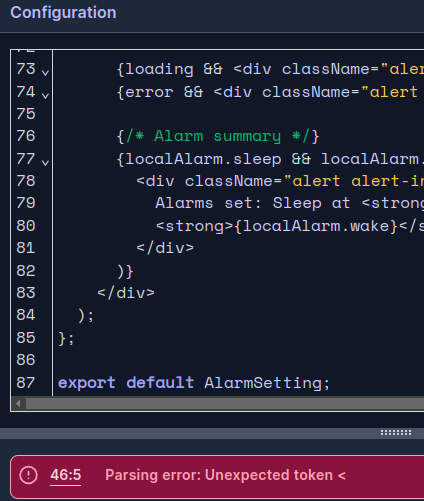 Configuration
73 {loading && <div className="aler
74 {error && <div className="alert
75
76 {/* Alarm summary */}
77 {localAlarm.sleep && localAlarm.
78 <div className="alert alert-in
79 Alarms set: Sleep at <strong
80 <strong>{localAlarm.wake}</s
81 </div>
82 )}
83 </div>
84 );
85 };
86
87 export default AlarmSetting;
46:5 Parsing error: Unexpected token <